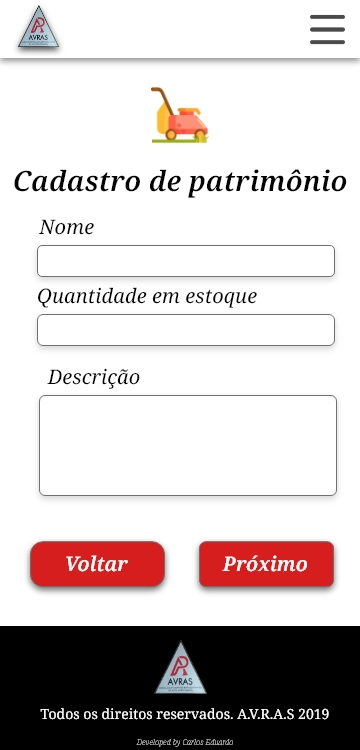 AVRAS
Cadastro de patrimônio
Nome
Quantidade em estoque
Descrição
Voltar
Próximo
AVRAS
Todos os direitos reservados. A.V.R.A.S 2019
Developed by Carlos Eduardo